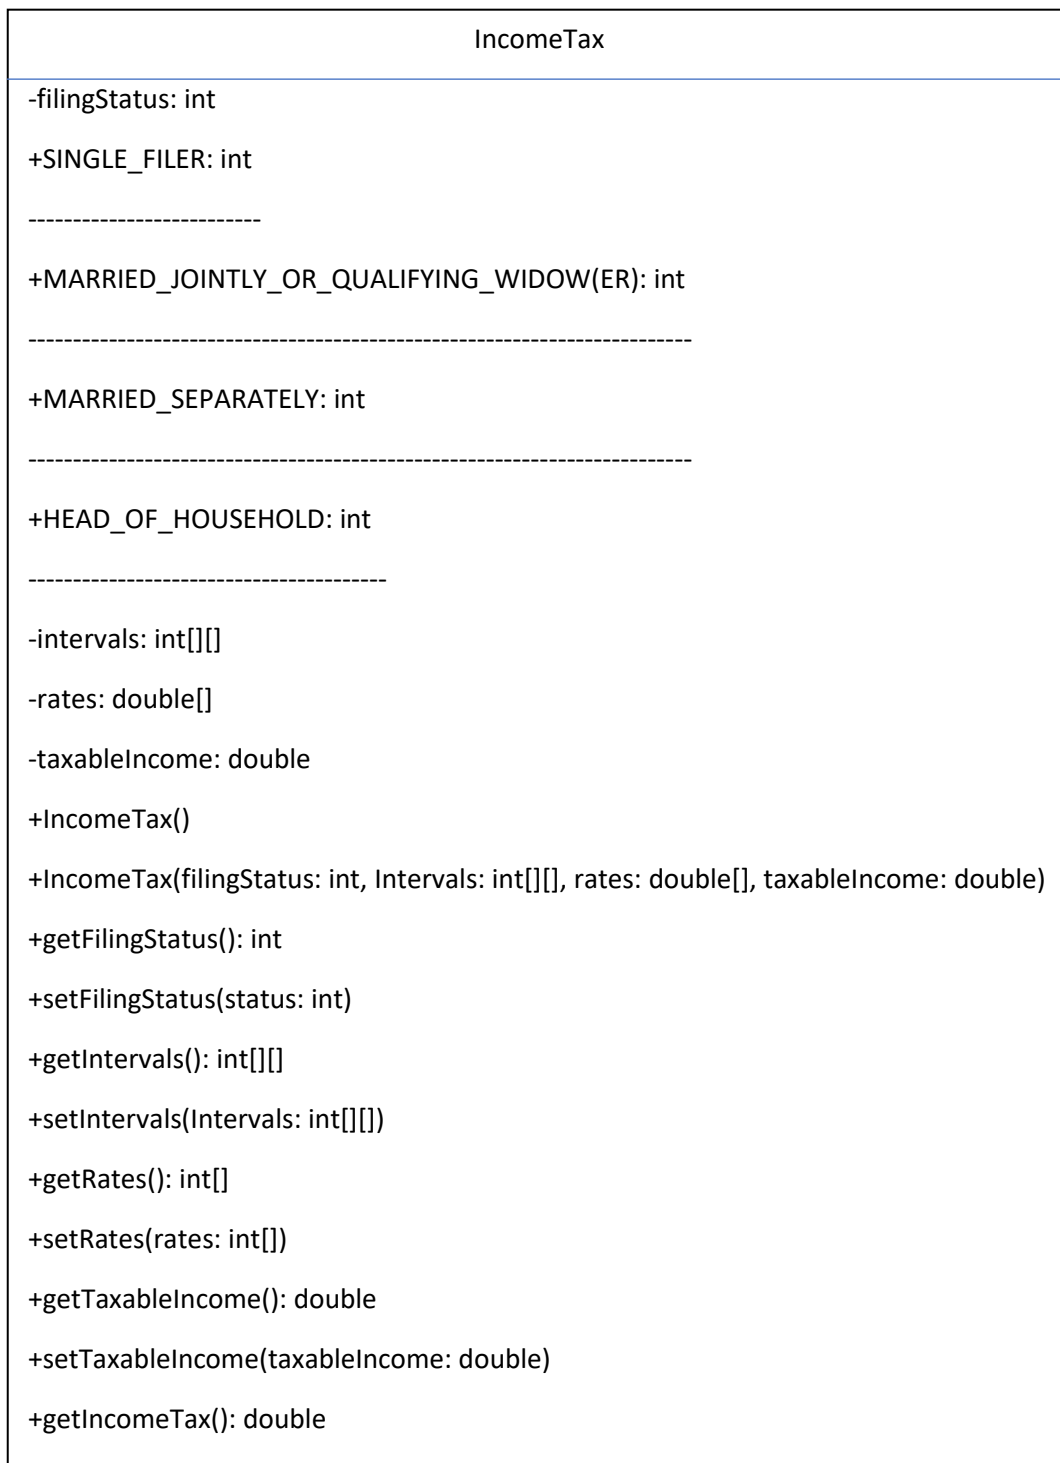 IncomeTax
-filingStatus: int
+SINGLE_FILER: int
--------------------------
+MARRIED_JOINTLY_OR_QUALIFYING_WIDOW(ER): int
--------------------------------------------------------------------------
+MARRIED_SEPARATELY: int
--------------------------------------------------------------------------
+HEAD_OF_HOUSEHOLD: int
----------------------------------------
-intervals: int[][]
-rates: double[]
-taxableIncome: double
+IncomeTax()
+IncomeTax(filingStatus: int, Intervals: int[][], rates: double[], taxableIncome: double)
+getFilingStatus(): int
+setFilingStatus(status: int)
+getIntervals(): int[][]
+setIntervals(Intervals: int[][])
+getRates(): int[]
+setRates(rates: int[])
+getTaxableIncome(): double
+setTaxableIncome(taxableIncome: double)
+getIncomeTax(): double